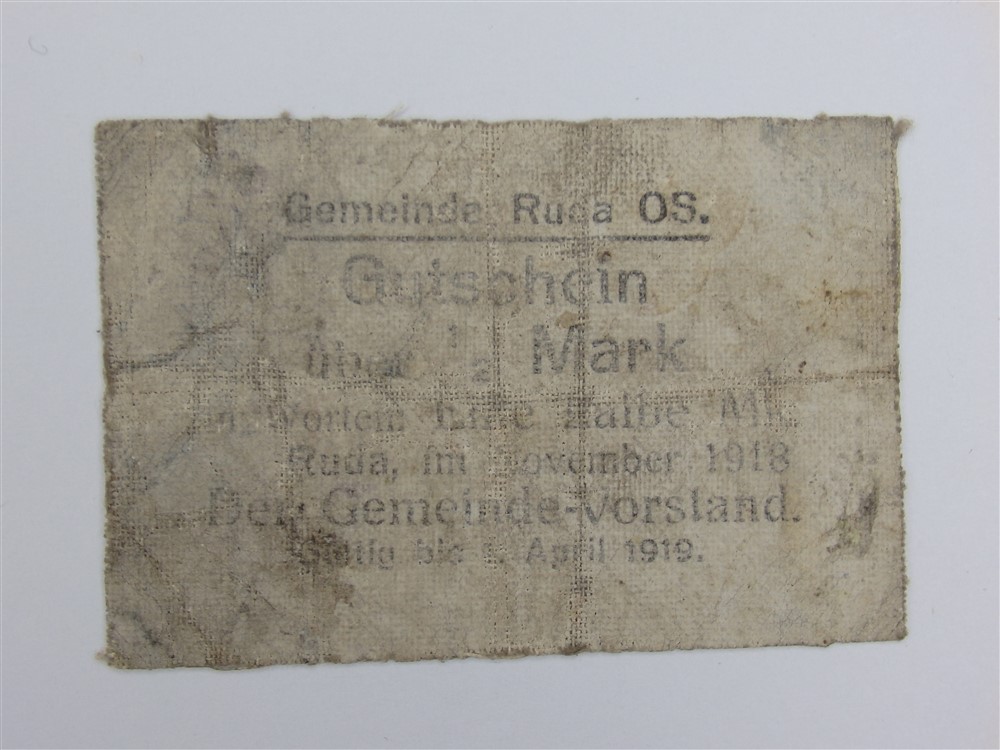 Gemeinde Ruda OS.
Gutschein
über 1/2 Mark
in Worten: Eine halbe Mk.
Ruda, im November 1918
Der Gemeinde-Vorstand.
Gültig bis 1. April 1919.